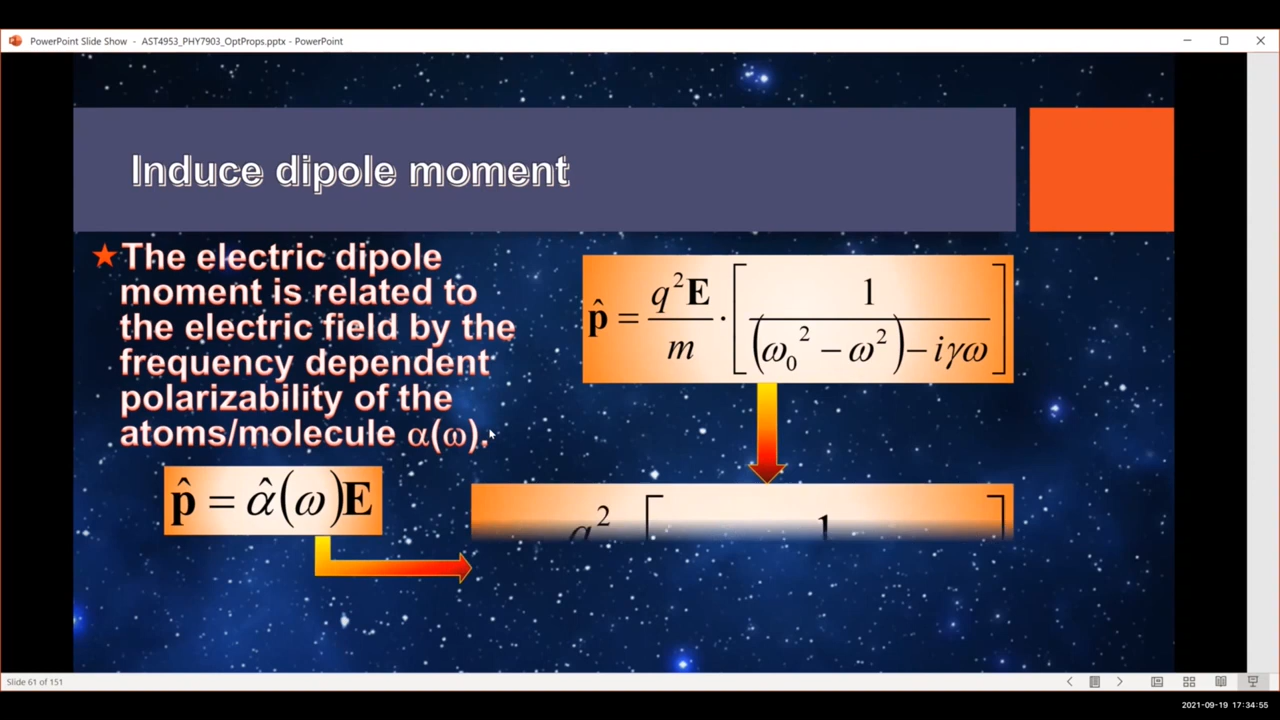 PowerPoint Slide Show - AST4953_PHY7903_OptProps.pptx - PowerPoint
Induce dipole moment
The electric dipole
moment is related to
the electric field by the
frequency dependent
polarizability of the
atoms/molecule α(ω).
p̂ = q²E/m · [1/((ω₀² − ω²) − iγω)]
p̂ = α̂(ω)E
q² [ 1 ]
Slide 61 of 151
2021-09-19 17:34:55